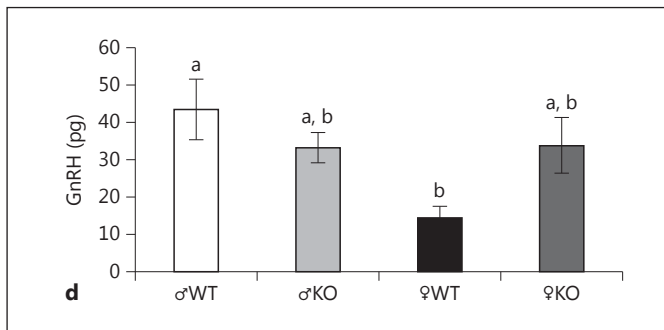 60
50
40
30
20
10
0
GnRH (pg)
a
a, b
b
a, b
d
♂WT ♂KO ♀WT ♀KO